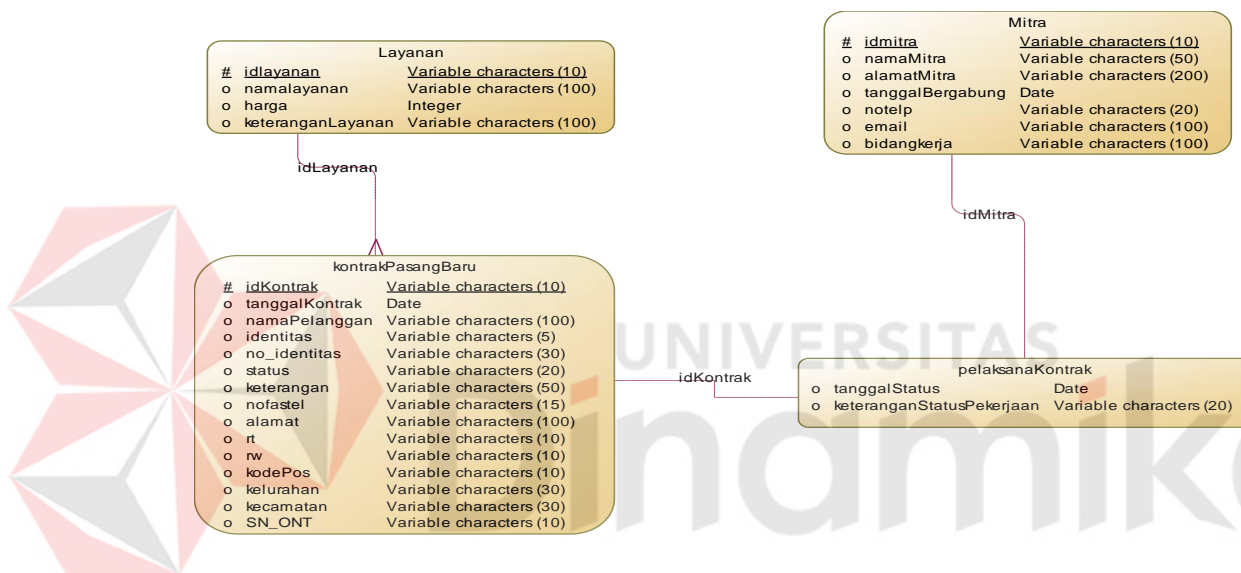 Layanan
# idlayanan Variable characters (10)
o namalayanan Variable characters (100)
o harga Integer
o keteranganLayanan Variable characters (100)
Mitra
# idmitra Variable characters (10)
o namaMitra Variable characters (50)
o alamatMitra Variable characters (200)
o tanggalBergabung Date
o notelp Variable characters (20)
o email Variable characters (100)
o bidangkerja Variable characters (100)
idLayanan
idMitra
kontrakPasangBaru
# idKontrak Variable characters (10)
o tanggalKontrak Date
o namaPelanggan Variable characters (100)
o identitas Variable characters (5)
o no_identitas Variable characters (30)
o status Variable characters (20)
o keterangan Variable characters (50)
o nofastel Variable characters (15)
o alamat Variable characters (100)
o rt Variable characters (10)
o rw Variable characters (10)
o kodePos Variable characters (10)
o kelurahan Variable characters (30)
o kecamatan Variable characters (30)
o SN_ONT Variable characters (10)
idKontrak
pelaksanaKontrak
o tanggalStatus Date
o keteranganStatusPekerjaan Variable characters (20)
UNIVERSITAS
Dinamika